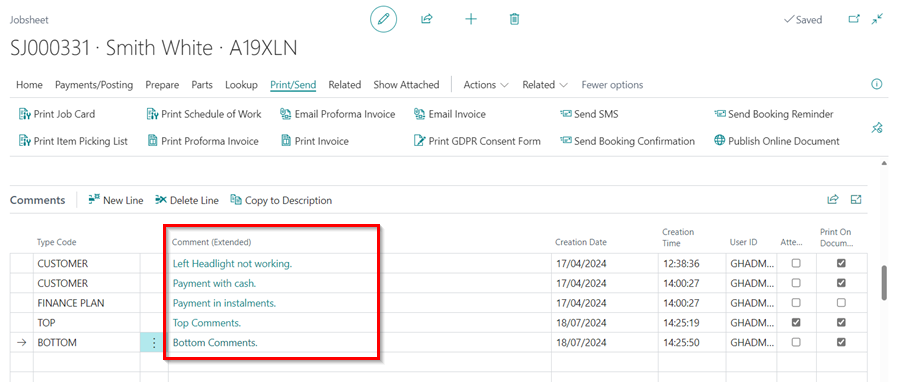 Jobsheet
Saved
SJ000331 · Smith White · A19XLN
Home Payments/Posting Prepare Parts Lookup Print/Send Related Show Attached Actions Related Fewer options
Print Job Card Print Schedule of Work Email Proforma Invoice Email Invoice Send SMS Send Booking Reminder
Print Item Picking List Print Proforma Invoice Print Invoice Print GDPR Consent Form Send Booking Confirmation Publish Online Document
Comments New Line Delete Line Copy to Description
Type Code Comment (Extended) Creation Date Creation Time User ID Atte... Print On Docum...
CUSTOMER Left Headlight not working. 17/04/2024 12:38:36 GHADM...
CUSTOMER Payment with cash. 17/04/2024 14:00:27 GHADM...
FINANCE PLAN Payment in instalments. 17/04/2024 14:00:27 GHADM...
TOP Top Comments. 18/07/2024 14:25:19 GHADM...
BOTTOM Bottom Comments. 18/07/2024 14:25:50 GHADM...